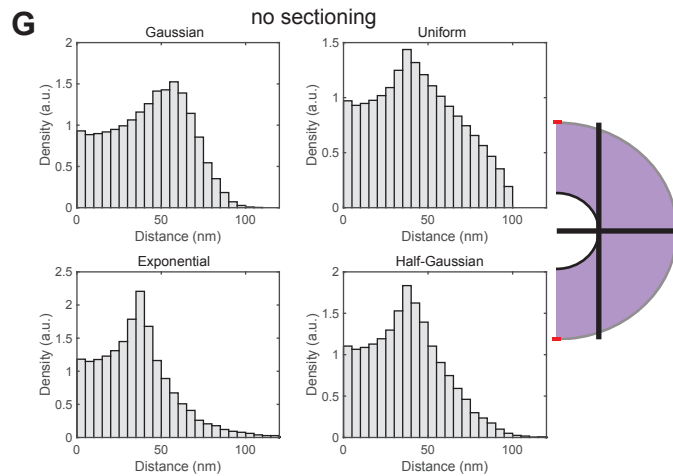 G
no sectioning
Gaussian
Uniform
Density (a.u.)
2
1.5
1
0.5
0
0 50 100
Distance (nm)
Density (a.u.)
1.5
1
0.5
0
0 50 100
Distance (nm)
Exponential
Half-Gaussian
Density (a.u.)
2.5
2
1.5
1
0.5
0
0 50 100
Distance (nm)
Density (a.u.)
2
1.5
1
0.5
0
0 50 100
Distance (nm)